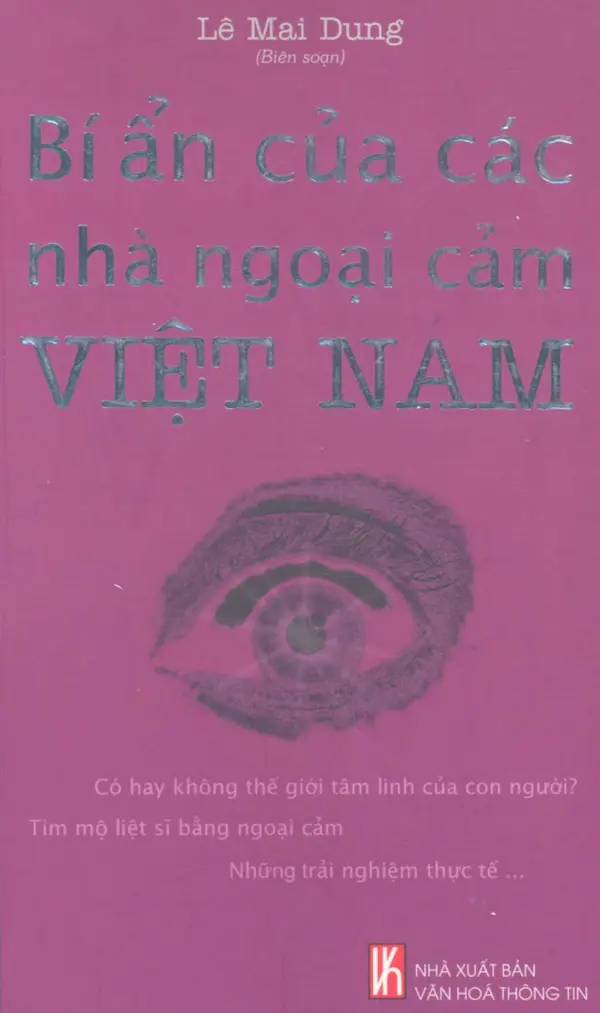 Lê Mai Dung
(Biên soạn)
Bí ẩn của các
nhà ngoại cảm
VIỆT NAM
Có hay không thế giới tâm linh của con người?
Tìm mộ liệt sĩ bằng ngoại cảm
Những trải nghiệm thực tế ...
NHÀ XUẤT BẢN
VĂN HOÁ THÔNG TIN